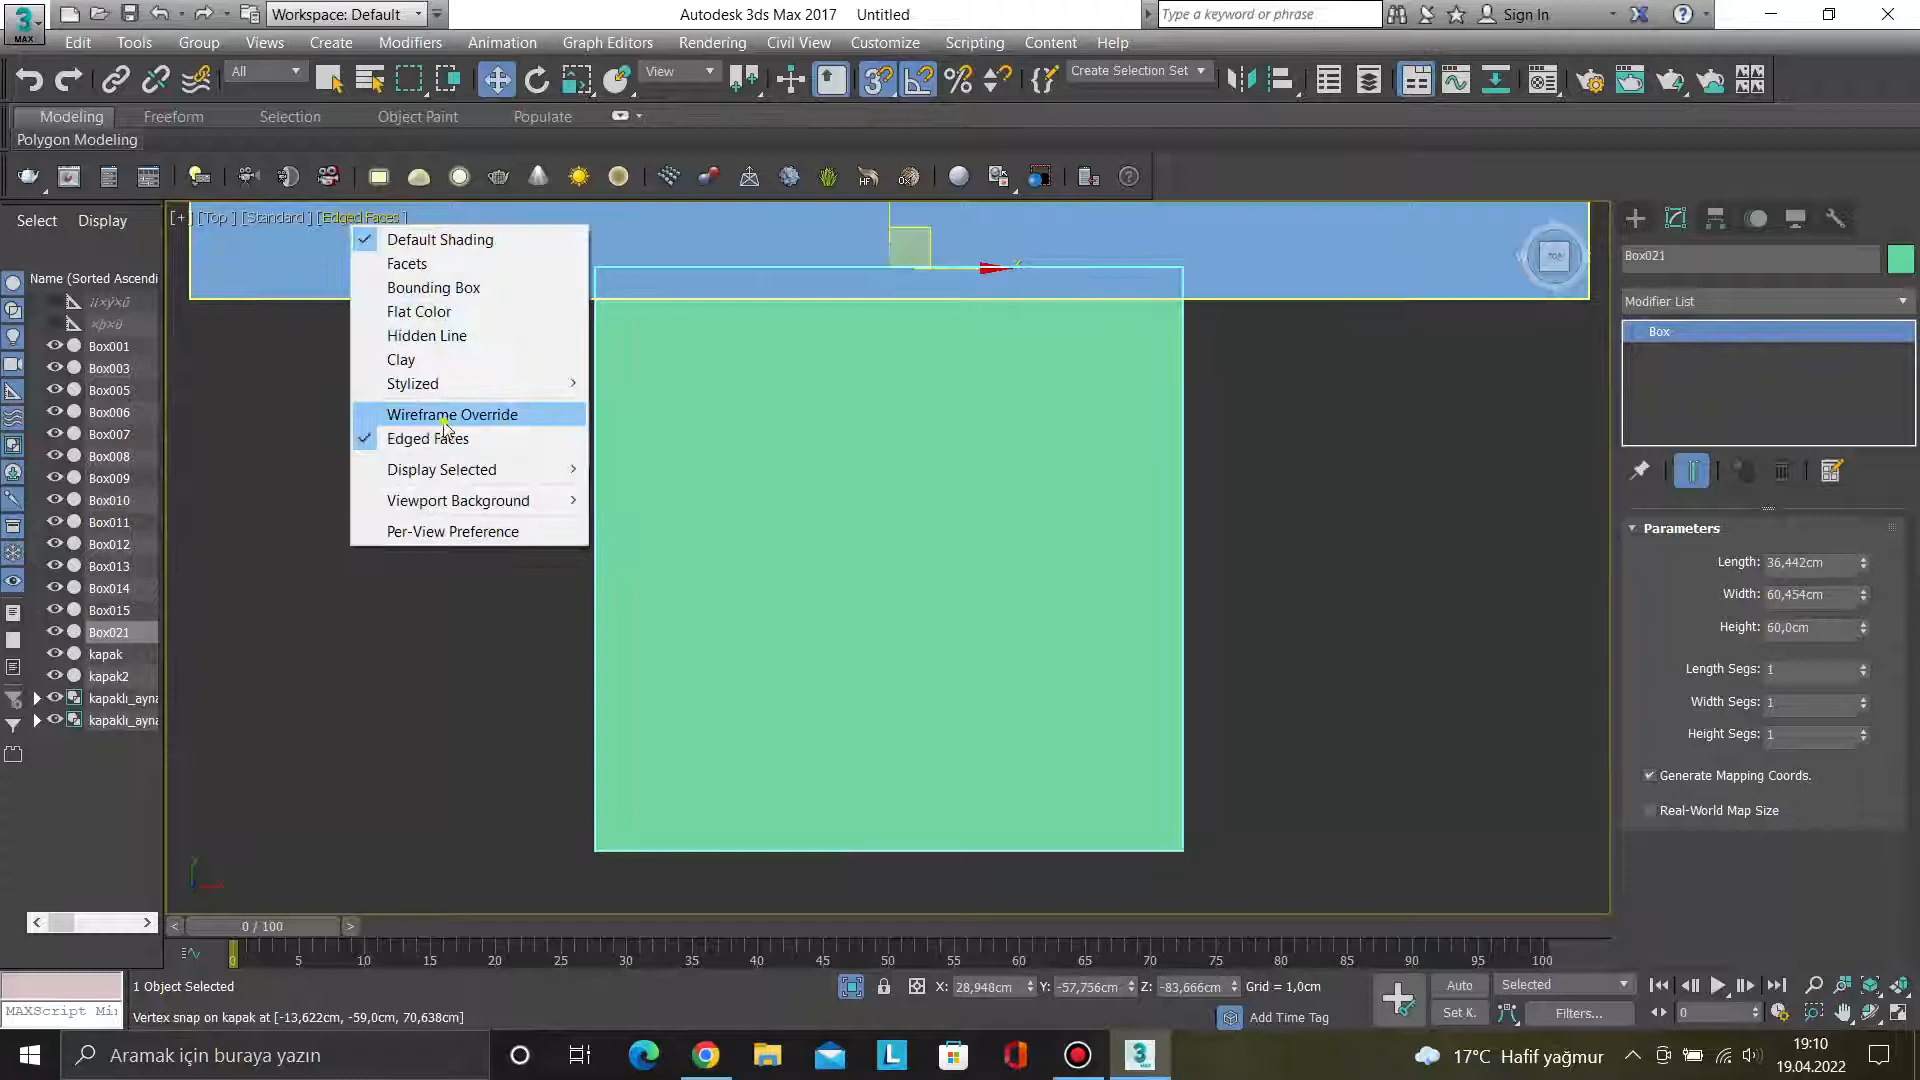 3
MAX
Workspace: Default
Autodesk 3ds Max 2017 Untitled
Type a keyword or phrase
Sign In
Edit Tools Group Views Create Modifiers Animation Graph Editors Rendering Civil View Customize Scripting Content Help
All
View
Create Selection Set
Modeling Freeform Selection Object Paint Populate
Polygon Modeling
Select Display
[+] [Top ] [Standard ] [Edged Faces ]
TOP
Name (Sorted Ascendi
Box001
Box003
Box005
Box006
Box007
Box008
Box009
Box010
Box011
Box012
Box013
Box014
Box015
Box021
kapak
kapak2
kapaklı_ayna
kapaklı_ayna
Default Shading
Facets
Bounding Box
Flat Color
Hidden Line
Clay
Stylized
Wireframe Override
Edged Faces
Display Selected
Viewport Background
Per-View Preference
Box021
Modifier List
Box
Parameters
Length: 36,442cm
Width: 60,454cm
Height: 60,0cm
Length Segs: 1
Width Segs: 1
Height Segs: 1
Generate Mapping Coords.
Real-World Map Size
0 / 100
0 5 10 15 20 25 30 35 40 45 50 55 60 65 70 75 80 85 90 95 100
1 Object Selected
X: 28,948cm Y: -57,756cm Z: -83,666cm Grid = 1,0cm
Auto Selected
MAXScript Mi
Vertex snap on kapak at [-13,622cm, -59,0cm, 70,638cm]
Add Time Tag
Set K. Filters...
0
Aramak için buraya yazın
17°C Hafif yağmur
19:10
19.04.2022